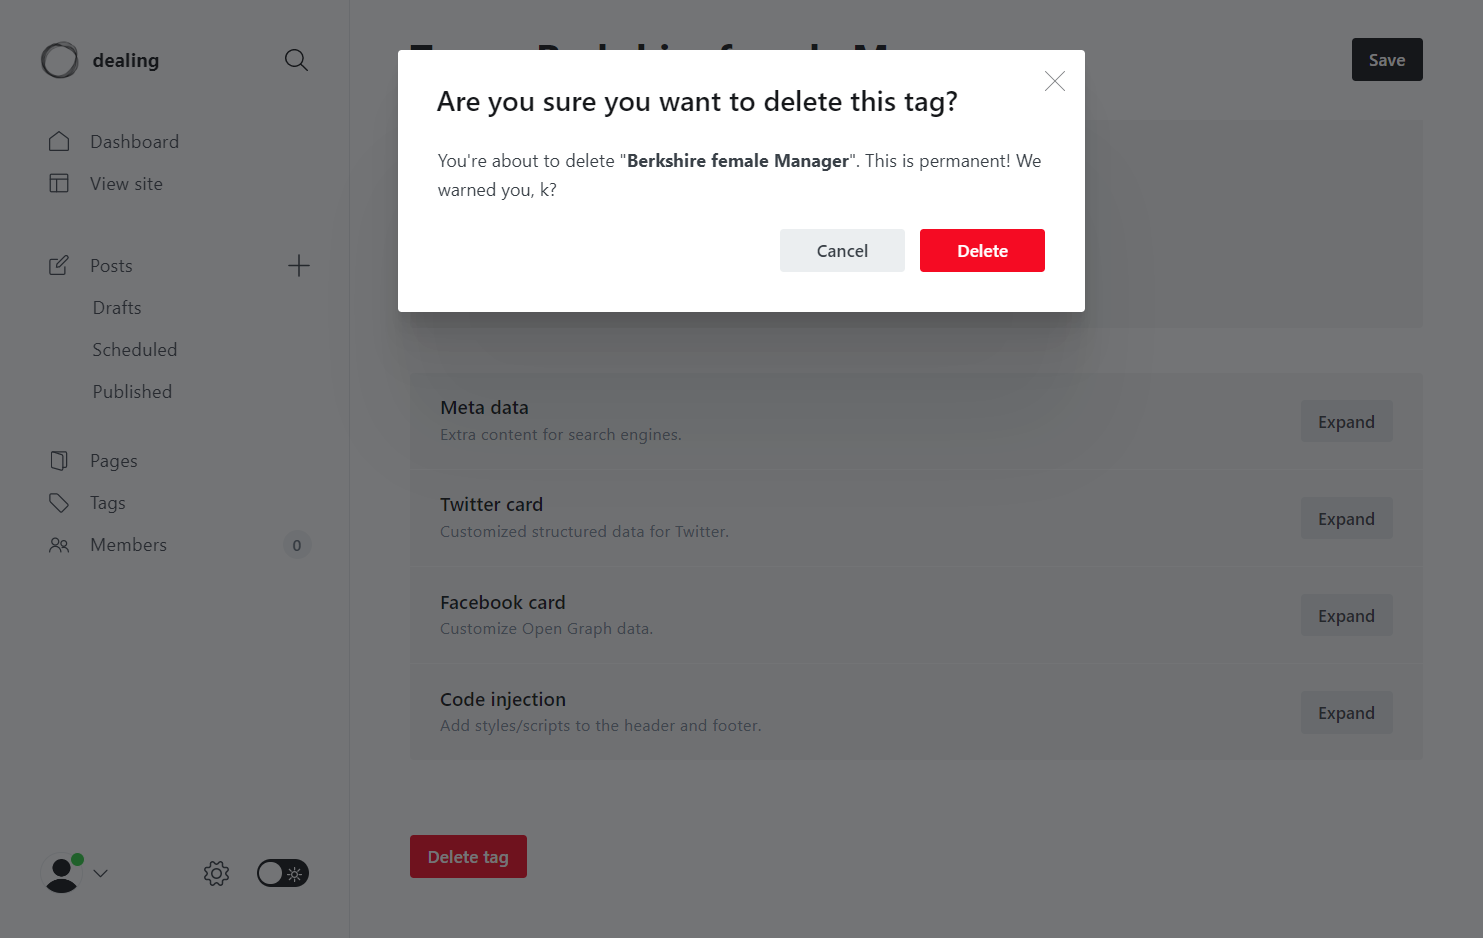 dealing
Save
Dashboard
View site
Posts
Drafts
Scheduled
Published
Pages
Tags
Members
0
Are you sure you want to delete this tag?
You're about to delete "Berkshire female Manager". This is permanent! We
warned you, k?
Cancel
Delete
Meta data
Extra content for search engines.
Expand
Twitter card
Customized structured data for Twitter.
Expand
Facebook card
Customize Open Graph data.
Expand
Code injection
Add styles/scripts to the header and footer.
Expand
Delete tag